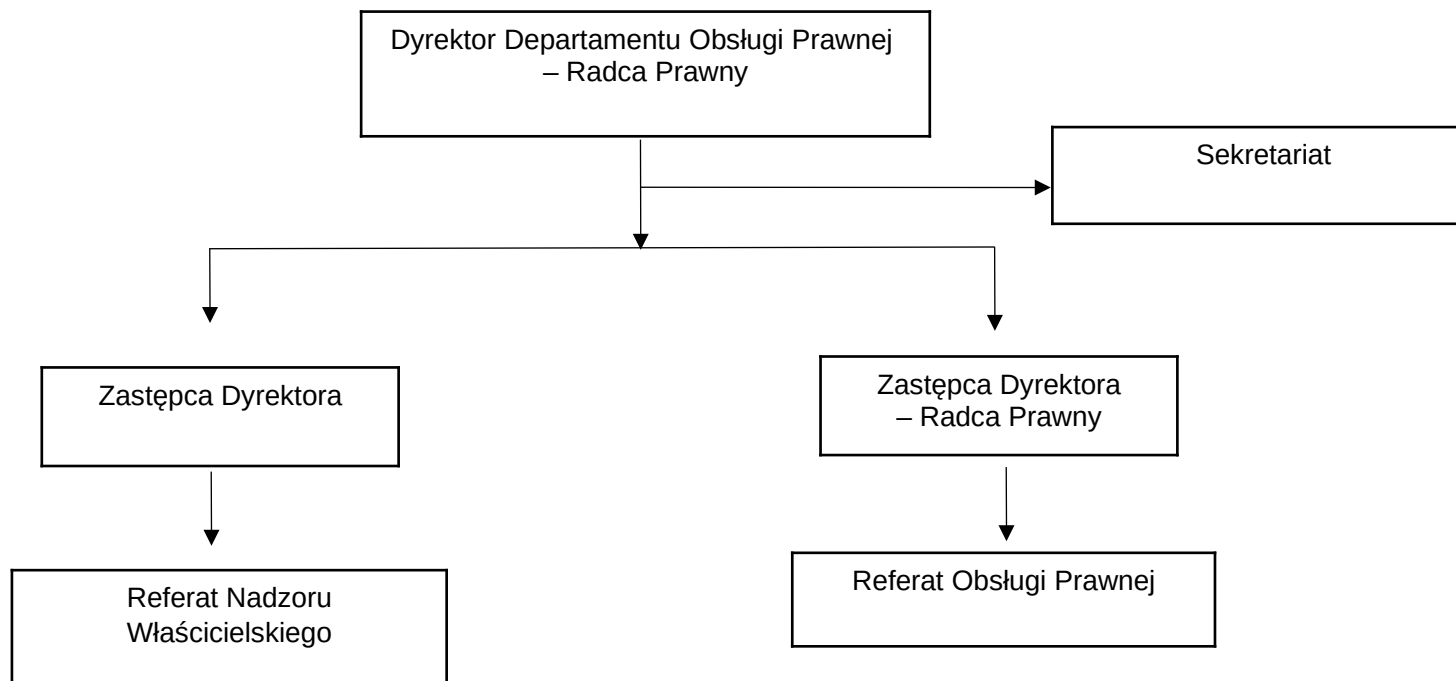 Dyrektor Departamentu Obsługi Prawnej
– Radca Prawny
Sekretariat
Zastępca Dyrektora
Zastępca Dyrektora
– Radca Prawny
Referat Nadzoru
Właścicielskiego
Referat Obsługi Prawnej